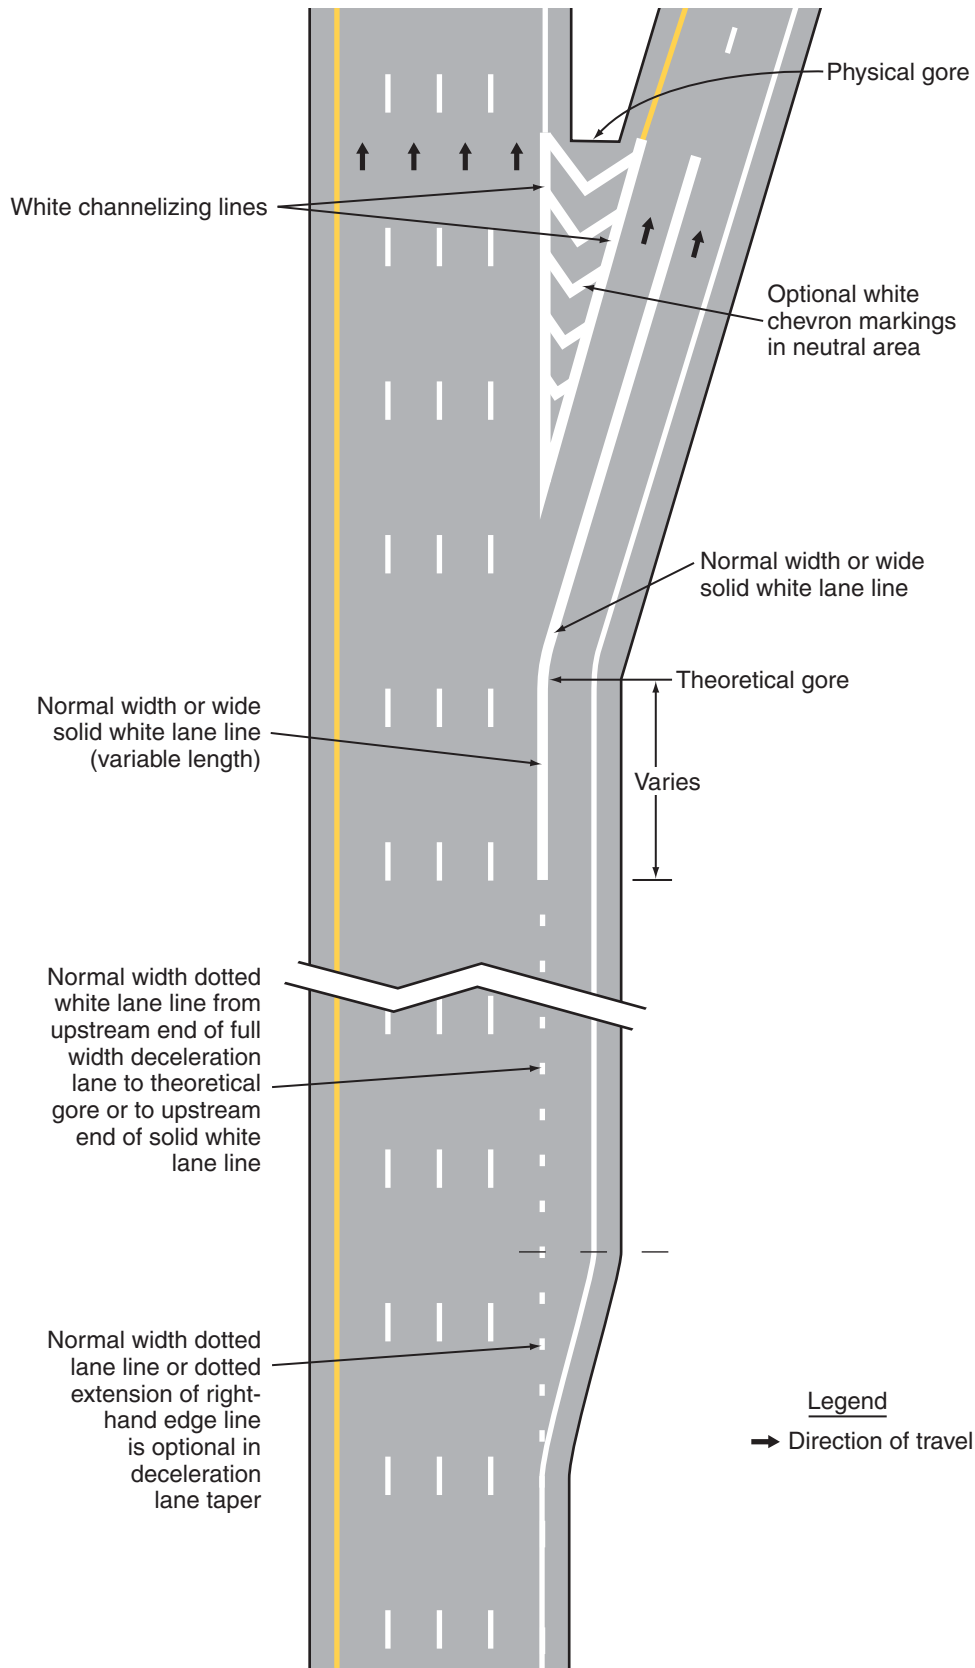 Physical gore
White channelizing lines
Optional white
chevron markings
in neutral area
Normal width or wide
solid white lane line
Theoretical gore
Normal width or wide
solid white lane line
(variable length)
Varies
Normal width dotted
white lane line from
upstream end of full
width deceleration
lane to theoretical
gore or to upstream
end of solid white
lane line
Normal width dotted
lane line or dotted
extension of right-
hand edge line
is optional in
deceleration
lane taper
Legend
Direction of travel